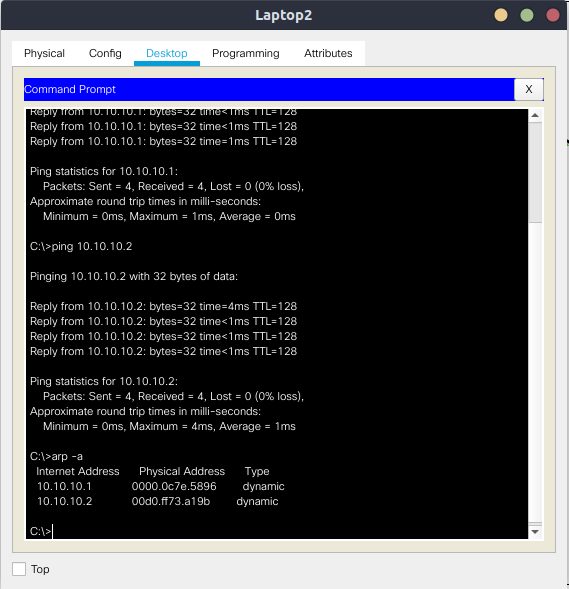 Laptop2
Physical Config Desktop Programming Attributes
Command Prompt X
Reply from 10.10.10.1: bytes=32 time<1ms TTL=128
Reply from 10.10.10.1: bytes=32 time<1ms TTL=128
Reply from 10.10.10.1: bytes=32 time=1ms TTL=128
Ping statistics for 10.10.10.1:
Packets: Sent = 4, Received = 4, Lost = 0 (0% loss),
Approximate round trip times in milli-seconds:
Minimum = 0ms, Maximum = 1ms, Average = 0ms
C:\>ping 10.10.10.2
Pinging 10.10.10.2 with 32 bytes of data:
Reply from 10.10.10.2: bytes=32 time=4ms TTL=128
Reply from 10.10.10.2: bytes=32 time<1ms TTL=128
Reply from 10.10.10.2: bytes=32 time<1ms TTL=128
Reply from 10.10.10.2: bytes=32 time<1ms TTL=128
Ping statistics for 10.10.10.2:
Packets: Sent = 4, Received = 4, Lost = 0 (0% loss),
Approximate round trip times in milli-seconds:
Minimum = 0ms, Maximum = 4ms, Average = 1ms
C:\>arp -a
Internet Address Physical Address Type
10.10.10.1 0000.0c7e.5896 dynamic
10.10.10.2 00d0.ff73.a19b dynamic
C:\>
Top